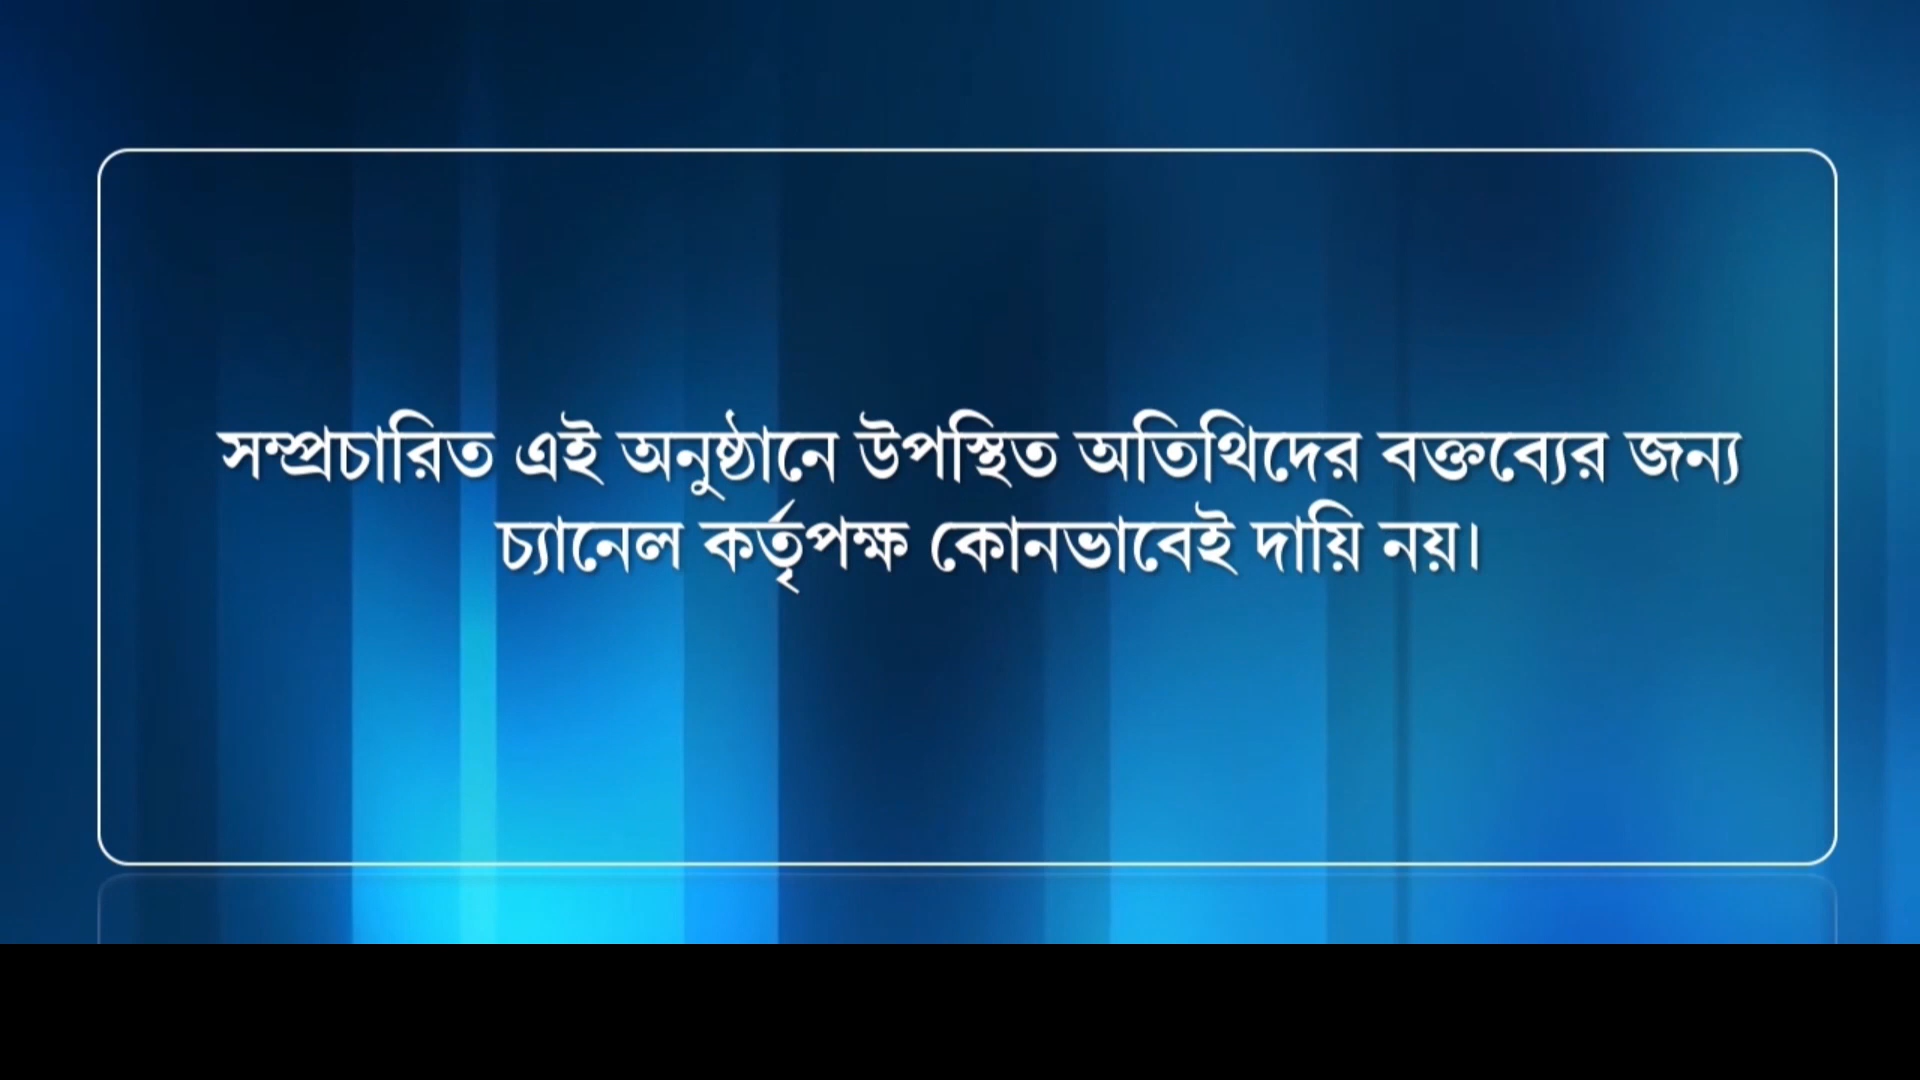 সম্প্রচারিত এই অনুষ্ঠানে উপস্থিত অতিথিদের বক্তব্যের জন্য
চ্যানেল কর্তৃপক্ষ কোনভাবেই দায়ি নয়।